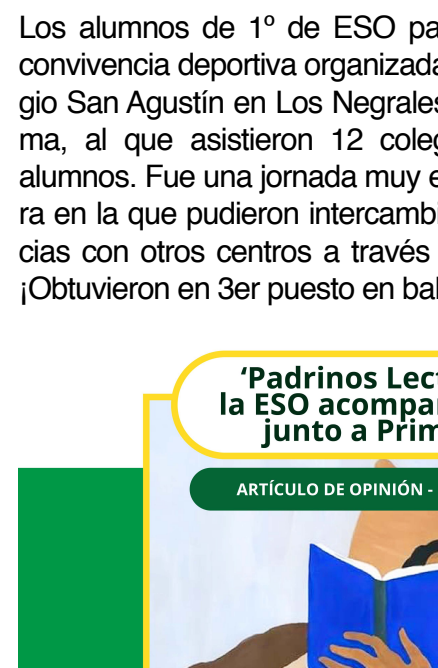 Los alumnos de 1º de ESO pa
convivencia deportiva organizada
gio San Agustín en Los Negrales
ma, al que asistieron 12 coleg
alumnos. Fue una jornada muy e
ra en la que pudieron intercambi
cias con otros centros a través
¡Obtuvieron en 3er puesto en bal
‘Padrinos Lect
la ESO acompa
junto a Prim
ARTÍCULO DE OPINIÓN -